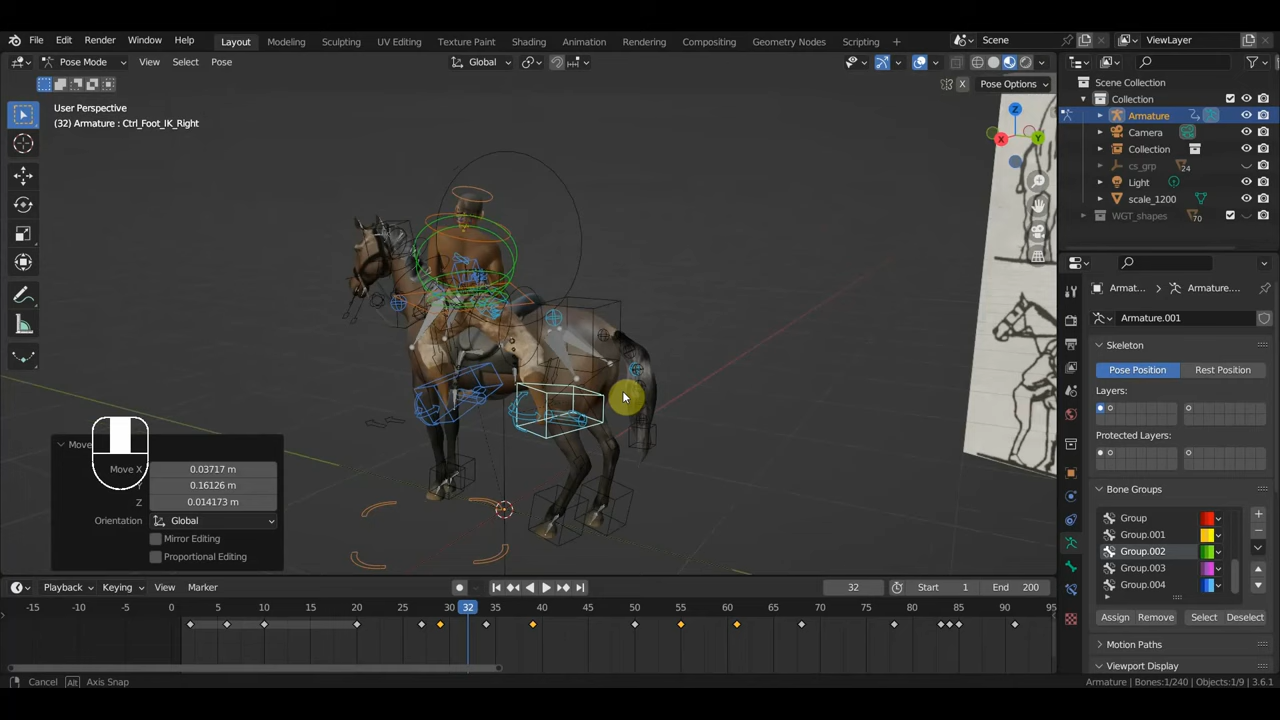 File Edit Render Window Help Layout Modeling Sculpting UV Editing Texture Paint Shading Animation Rendering Compositing Geometry Nodes Scripting + Scene ViewLayer
Pose Mode View Select Pose Global
X Pose Options
User Perspective
(32) Armature : Ctrl_Foot_IK_Right
Z
X
Y
Move
Move X 0.03717 m
0.16126 m
Z 0.014173 m
Orientation Global
Mirror Editing
Proportional Editing
Scene Collection
Collection
Armature
Camera
Collection
cs_grp 24
Light
scale_1200
WGT_shapes 70
Armat... Armature...
Armature.001
Skeleton
Pose Position Rest Position
Layers:
Protected Layers:
Bone Groups
Group
Group.001
Group.002
Group.003
Group.004
Assign Remove Select Deselect
Motion Paths
Viewport Display
Playback Keying View Marker 32 Start 1 End 200
-15 -10 -5 0 5 10 15 20 25 30 32 40 45 50 55 60 65 70 75 80 85 90 95
Cancel Alt Axis Snap Armature | Bones:1/240 | Objects:1/9 | 3.6.1